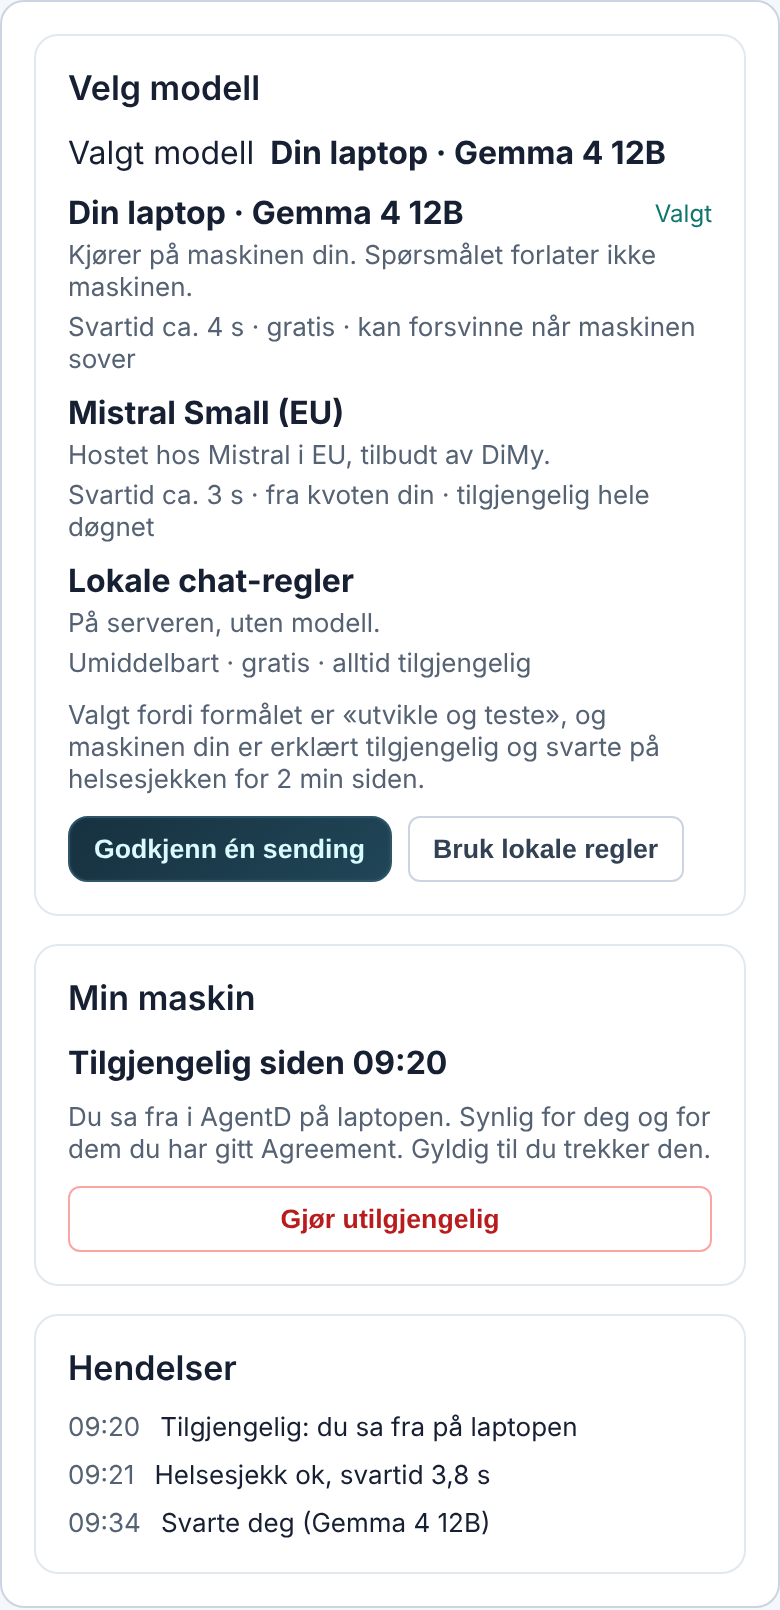 Velg modell
Valgt modell Din laptop · Gemma 4 12B
Din laptop · Gemma 4 12B Valgt
Kjører på maskinen din. Spørsmålet forlater ikke
maskinen.
Svartid ca. 4 s · gratis · kan forsvinne når maskinen
sover
Mistral Small (EU)
Hostet hos Mistral i EU, tilbudt av DiMy.
Svartid ca. 3 s · fra kvoten din · tilgjengelig hele
døgnet
Lokale chat-regler
På serveren, uten modell.
Umiddelbart · gratis · alltid tilgjengelig
Valgt fordi formålet er «utvikle og teste», og
maskinen din er erklært tilgjengelig og svarte på
helsesjekken for 2 min siden.
Godkjenn én sending Bruk lokale regler
Min maskin
Tilgjengelig siden 09:20
Du sa fra i AgentD på laptopen. Synlig for deg og for
dem du har gitt Agreement. Gyldig til du trekker den.
Gjør utilgjengelig
Hendelser
09:20 Tilgjengelig: du sa fra på laptopen
09:21 Helsesjekk ok, svartid 3,8 s
09:34 Svarte deg (Gemma 4 12B)